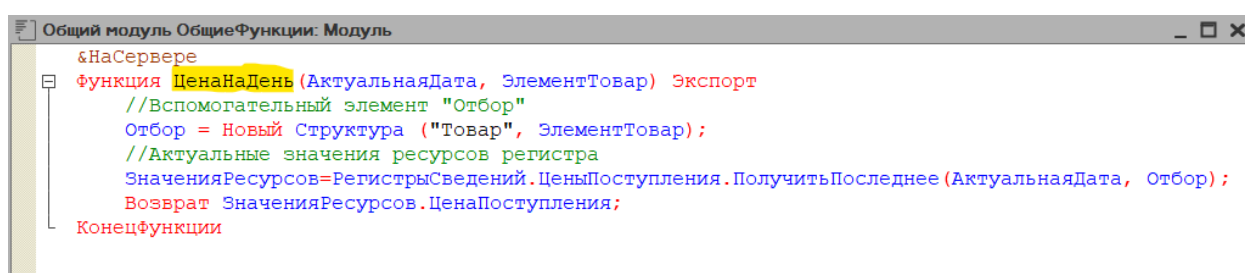 Общий модуль ОбщиеФункции: Модуль
&НаСервере
Функция ЦенаНаДень(АктуальнаяДата, ЭлементТовар) Экспорт
//Вспомогательный элемент "Отбор"
Отбор = Новый Структура ("Товар", ЭлементТовар);
//Актуальные значения ресурсов регистра
ЗначенияРесурсов=РегистрыСведений.ЦеныПоступления.ПолучитьПоследнее(АктуальнаяДата, Отбор);
Возврат ЗначенияРесурсов.ЦенаПоступления;
КонецФункции